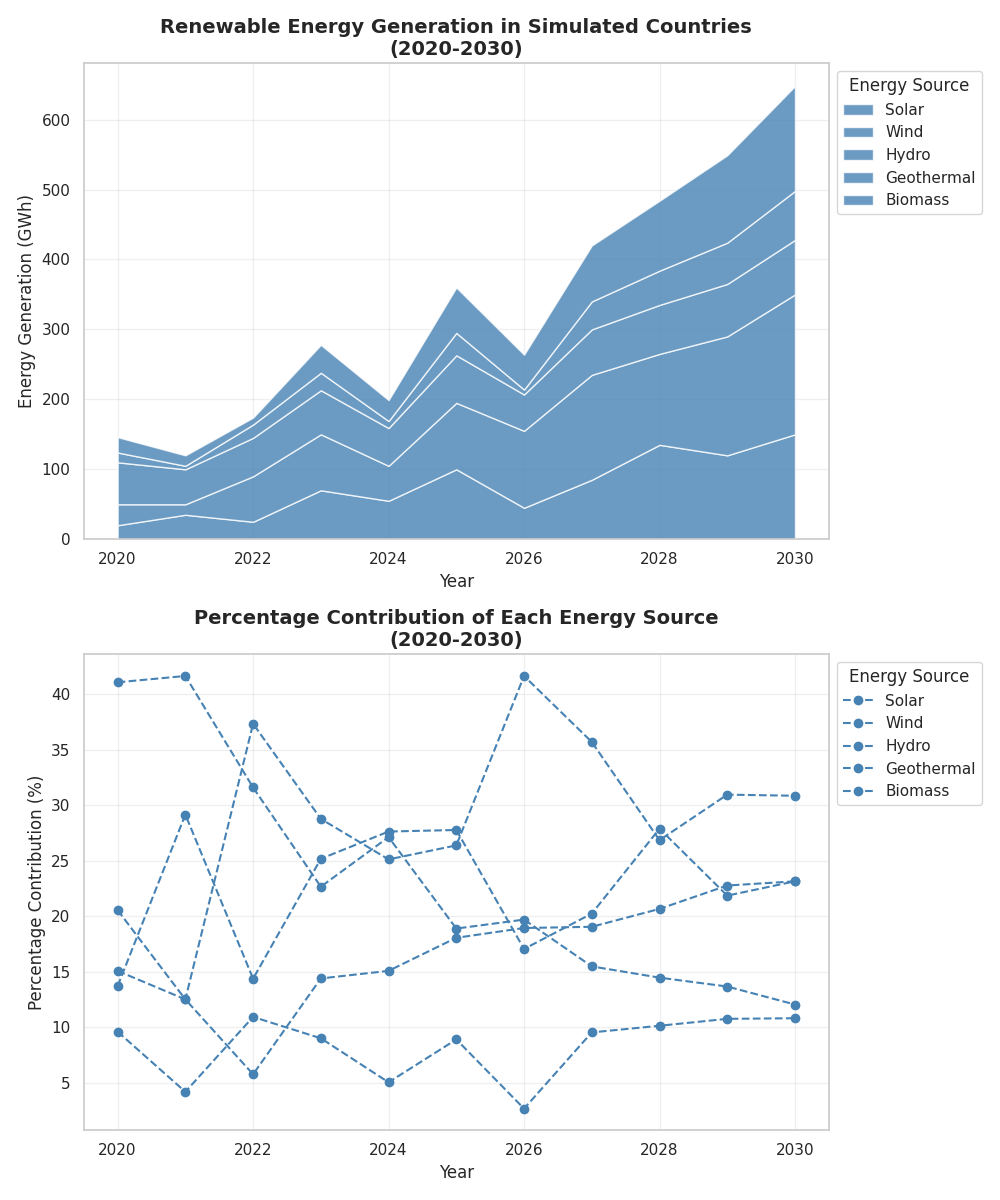 Renewable Energy Generation in Simulated Countries
(2020-2030)
Energy Generation (GWh)
600
500
400
300
200
100
0
2020
2022
2024
2026
2028
2030
Year
Energy Source
Solar
Wind
Hydro
Geothermal
Biomass
Percentage Contribution of Each Energy Source
(2020-2030)
Percentage Contribution (%)
40
35
30
25
20
15
10
5
2020
2022
2024
2026
2028
2030
Year
Energy Source
Solar
Wind
Hydro
Geothermal
Biomass